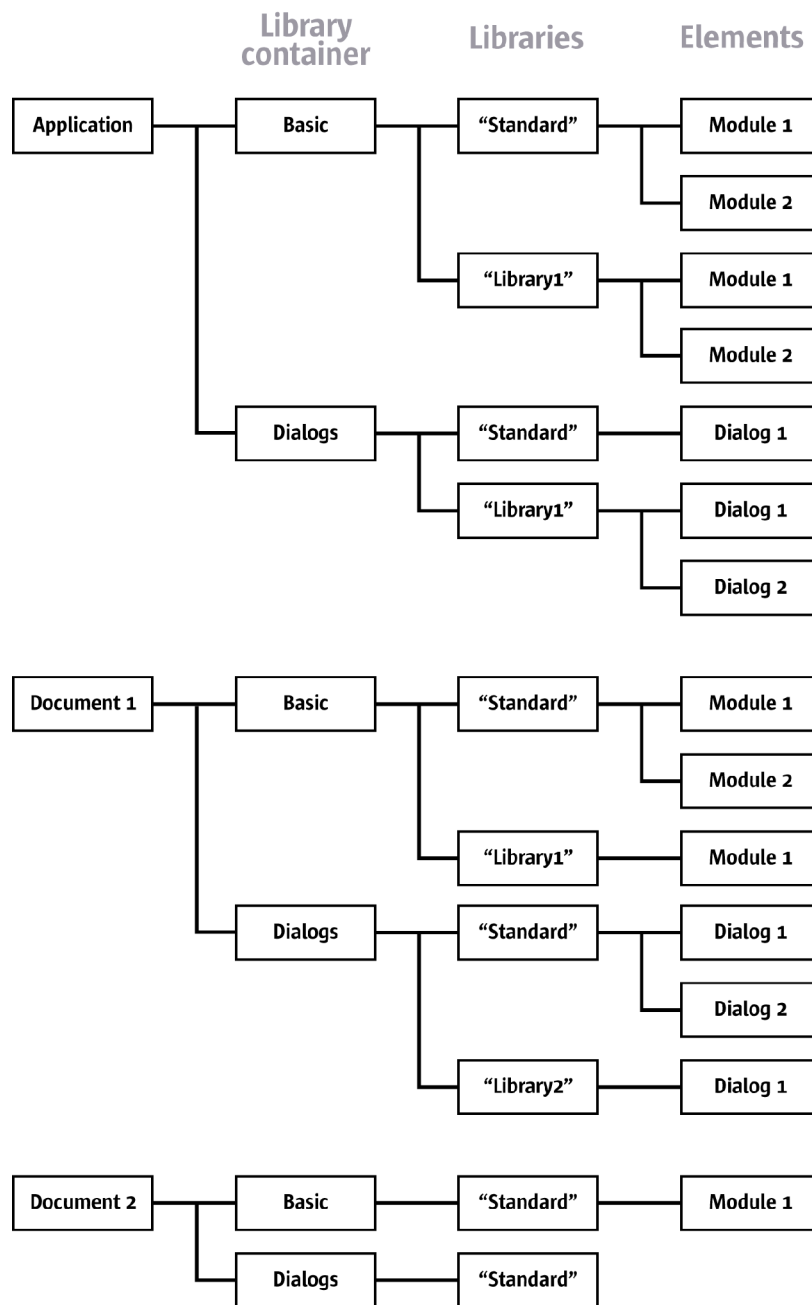 Library
container
Libraries
Elements
Application
Basic
“Standard”
Module 1
Module 2
“Library1”
Module 1
Module 2
Dialogs
“Standard”
Dialog 1
“Library1”
Dialog 1
Dialog 2
Document 1
Basic
“Standard”
Module 1
Module 2
“Library1”
Module 1
Dialogs
“Standard”
Dialog 1
Dialog 2
“Library2”
Dialog 1
Document 2
Basic
“Standard”
Module 1
Dialogs
“Standard”